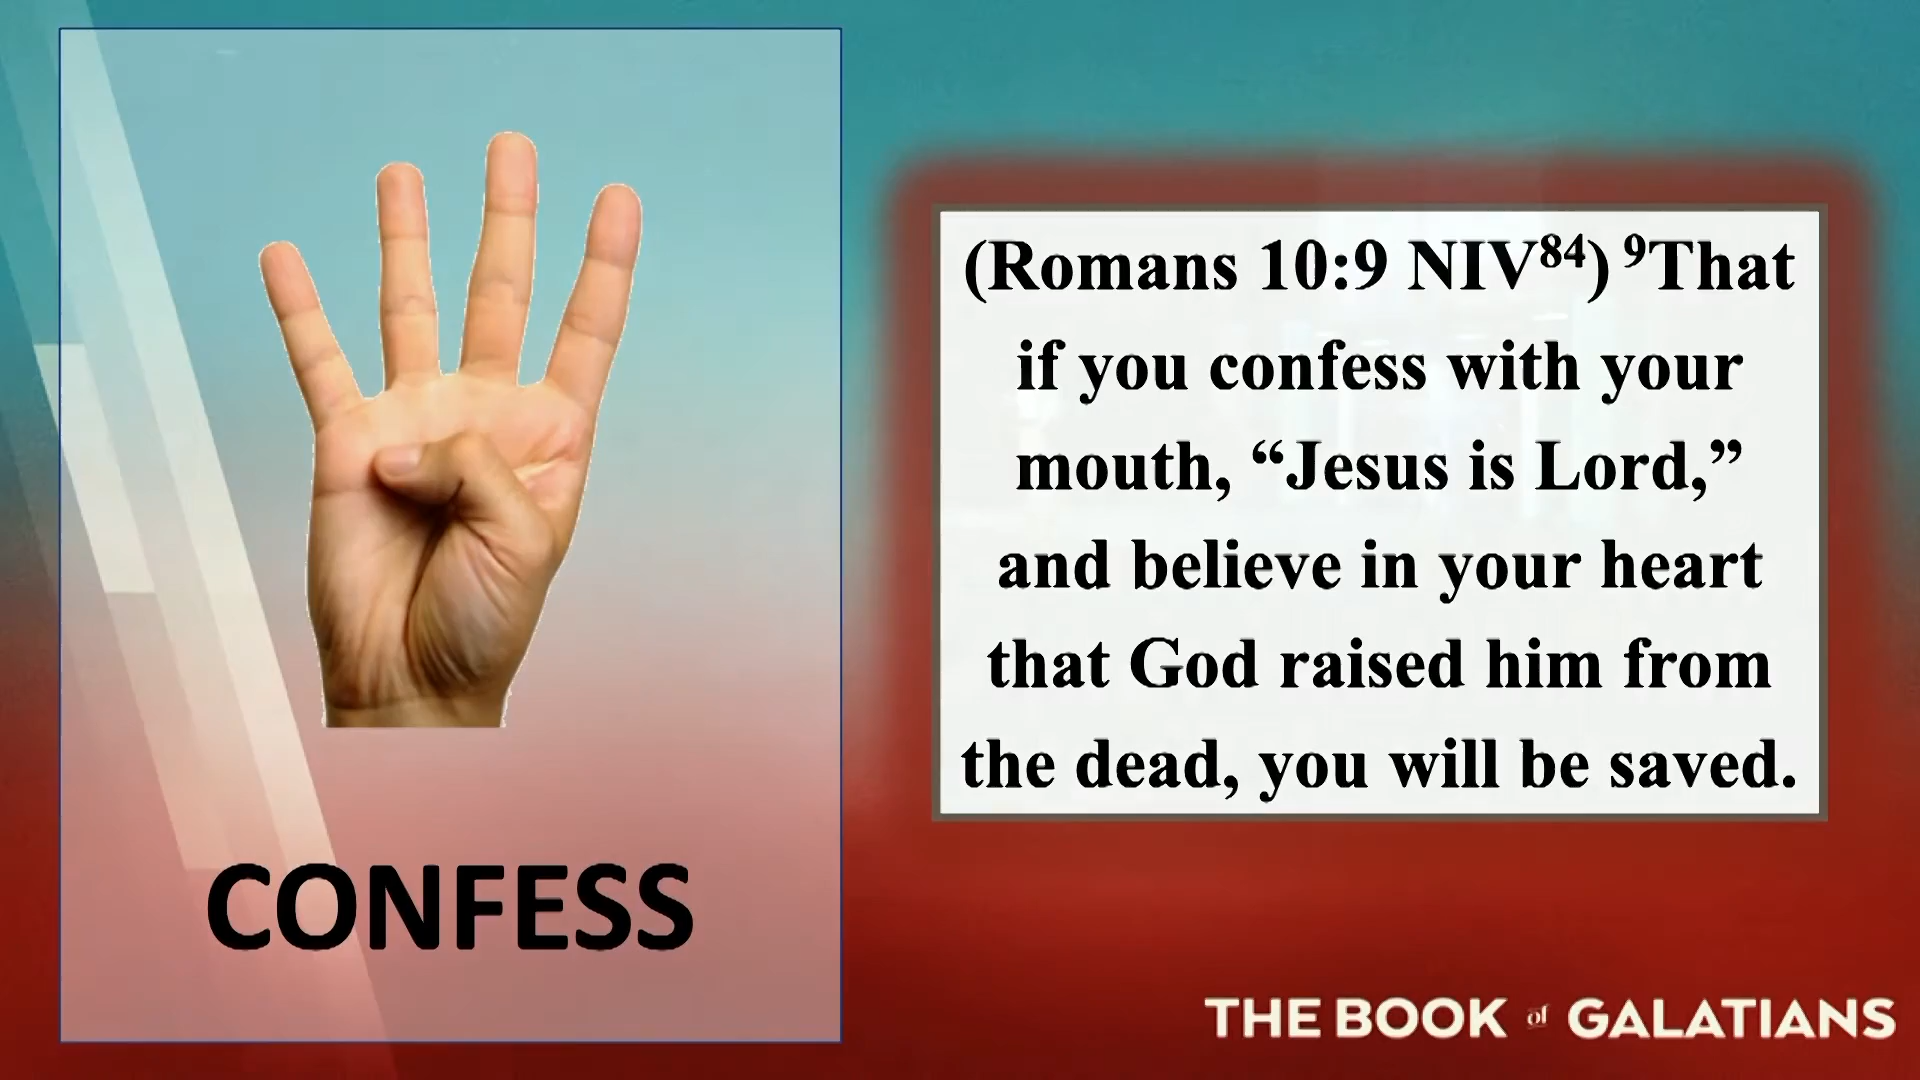 CONFESS
(Romans 10:9 NIV⁸⁴) ⁹That
if you confess with your
mouth, “Jesus is Lord,”
and believe in your heart
that God raised him from
the dead, you will be saved.
THE BOOK of GALATIANS